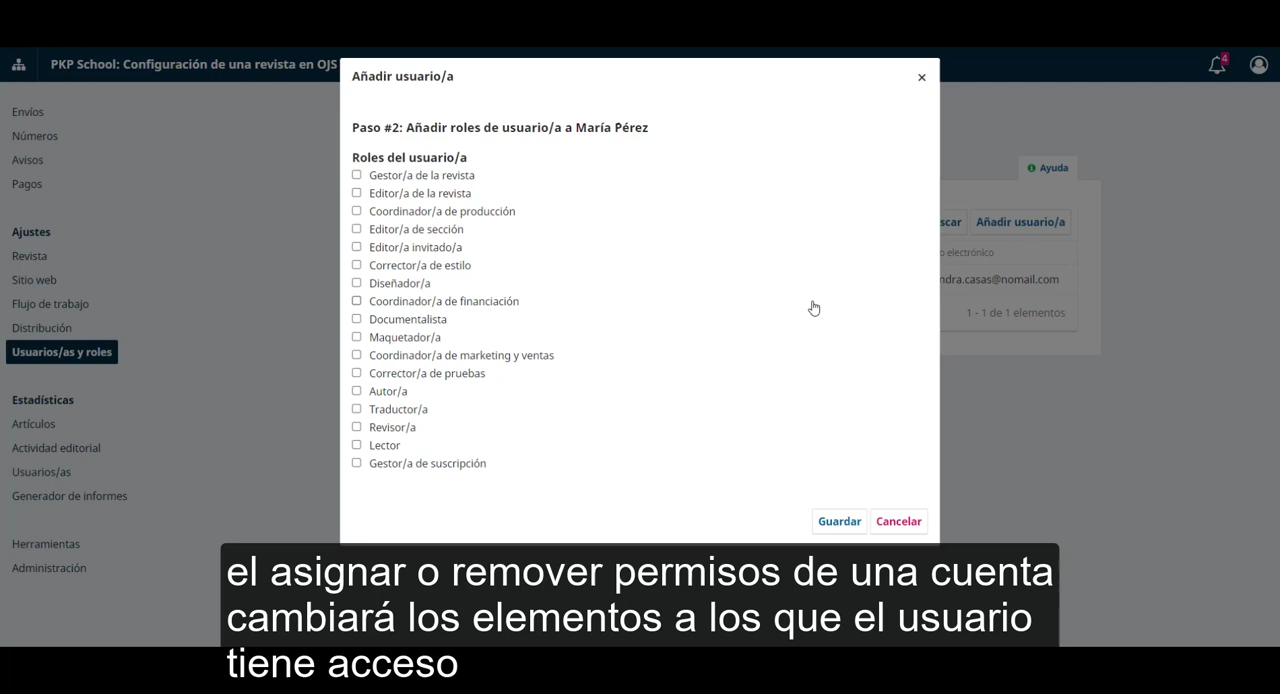 PKP School: Configuración de una revista en OJS
4
Envíos
Números
Avisos
Pagos
Ajustes
Revista
Sitio web
Flujo de trabajo
Distribución
Usuarios/as y roles
Estadísticas
Artículos
Actividad editorial
Usuarios/as
Generador de informes
Herramientas
Administración
Añadir usuario/a
×
Paso #2: Añadir roles de usuario/a a María Pérez
Roles del usuario/a
Gestor/a de la revista
Editor/a de la revista
Coordinador/a de producción
Editor/a de sección
Editor/a invitado/a
Corrector/a de estilo
Diseñador/a
Coordinador/a de financiación
Documentalista
Maquetador/a
Coordinador/a de marketing y ventas
Corrector/a de pruebas
Autor/a
Traductor/a
Revisor/a
Lector
Gestor/a de suscripción
Guardar Cancelar
Ayuda
scar Añadir usuario/a
o electrónico
ndra.casas@nomail.com
1 - 1 de 1 elementos
el asignar o remover permisos de una cuenta
cambiará los elementos a los que el usuario
tiene acceso